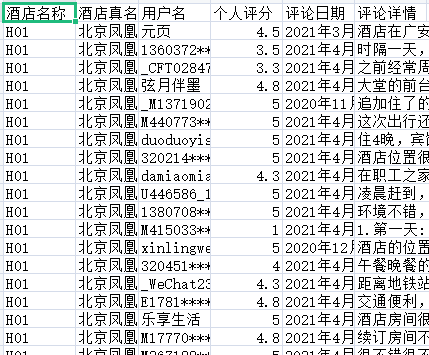 酒店名称 酒店真名 用户名 个人评分 评论日期 评论详情
H01 北京凤凰 元页 4.5 2021年3月 酒店在广安
H01 北京凤凰 1360372** 3.5 2021年4月 时隔一天,
H01 北京凤凰 _CFT02847 3.3 2021年4月 之前经常周
H01 北京凤凰 弦月伴墨 4.8 2021年4月 大堂的前台
H01 北京凤凰 _M1371902 5 2020年11月 追加住了的
H01 北京凤凰 M440773** 5 2021年4月 这次出行还
H01 北京凤凰 duoduoyis 5 2021年4月 住4晚，宾馆
H01 北京凤凰 320214*** 5 2021年4月 酒店位置很
H01 北京凤凰 damiaomia 4.3 2021年4月 在职工之家
H01 北京凤凰 U446586_1 5 2021年4月 凌晨赶到，
H01 北京凤凰 1380708** 5 2021年4月 环境不错，
H01 北京凤凰 M415033** 1 2021年4月 1.第一天:
H01 北京凤凰 xinlingwe 5 2020年12月 酒店的位置
H01 北京凤凰 320451*** 4 2021年4月 午餐晚餐的
H01 北京凤凰 _WeChat23 4.3 2021年4月 距离地铁站
H01 北京凤凰 E1781**** 4.8 2021年4月 交通便利，
H01 北京凤凰 乐享生活 5 2021年4月 酒店房间很
H01 北京凤凰 M17770*** 4.8 2021年4月 续订房间不